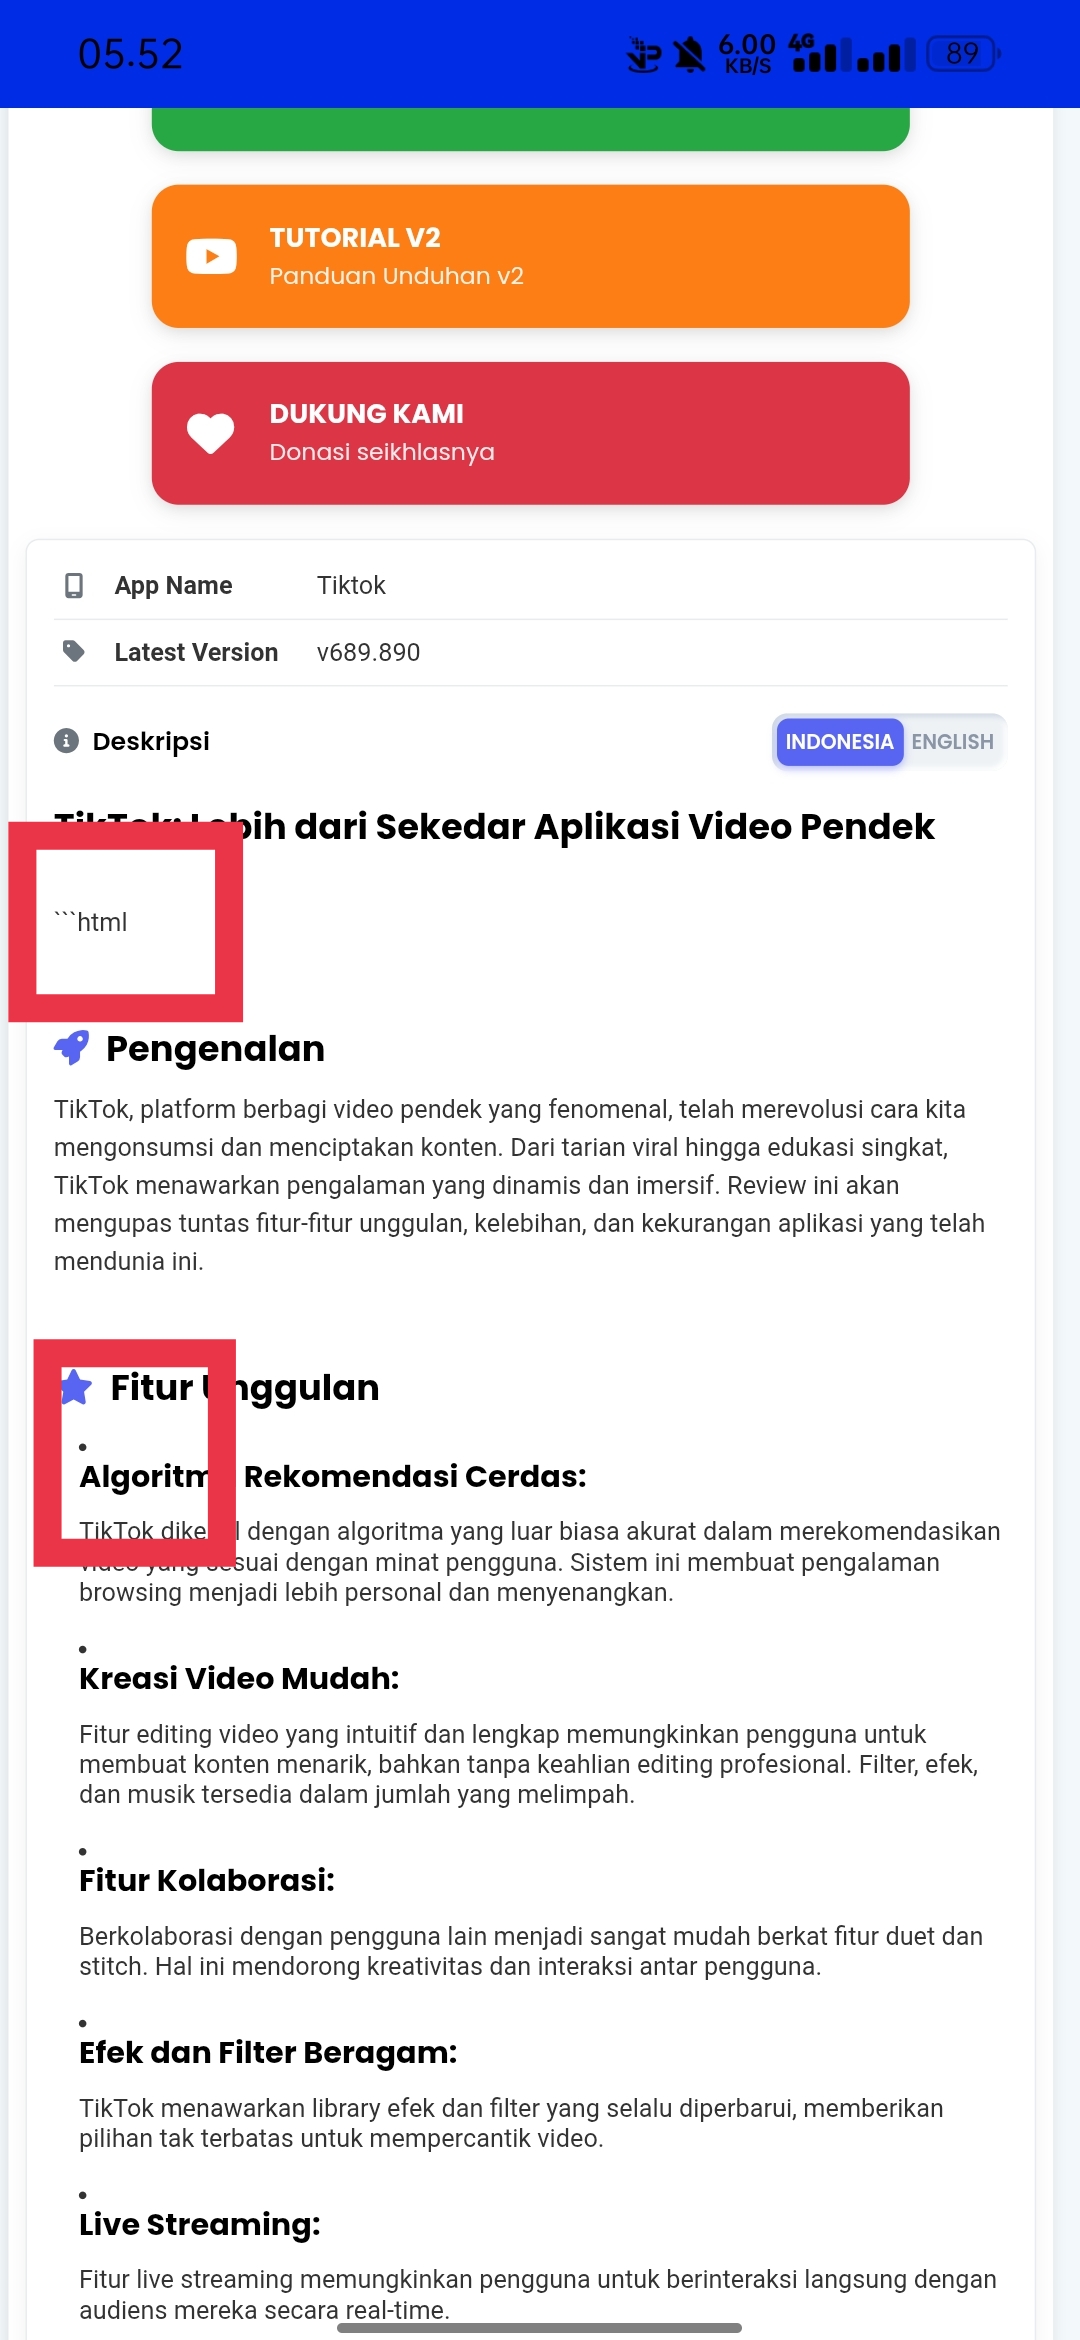 05.52
6.00
KB/S
4G
89
TUTORIAL V2
Panduan Unduhan v2
DUKUNG KAMI
Donasi seikhlasnya
App Name Tiktok
Latest Version v689.890
Deskripsi INDONESIA ENGLISH
TikTok: Lebih dari Sekedar Aplikasi Video Pendek
```html
Pengenalan
TikTok, platform berbagi video pendek yang fenomenal, telah merevolusi cara kita
mengonsumsi dan menciptakan konten. Dari tarian viral hingga edukasi singkat,
TikTok menawarkan pengalaman yang dinamis dan imersif. Review ini akan
mengupas tuntas fitur-fitur unggulan, kelebihan, dan kekurangan aplikasi yang telah
mendunia ini.
Fitur Unggulan
•
Algoritma Rekomendasi Cerdas:
TikTok dikenal dengan algoritma yang luar biasa akurat dalam merekomendasikan
video yang sesuai dengan minat pengguna. Sistem ini membuat pengalaman
browsing menjadi lebih personal dan menyenangkan.
•
Kreasi Video Mudah:
Fitur editing video yang intuitif dan lengkap memungkinkan pengguna untuk
membuat konten menarik, bahkan tanpa keahlian editing profesional. Filter, efek,
dan musik tersedia dalam jumlah yang melimpah.
•
Fitur Kolaborasi:
Berkolaborasi dengan pengguna lain menjadi sangat mudah berkat fitur duet dan
stitch. Hal ini mendorong kreativitas dan interaksi antar pengguna.
•
Efek dan Filter Beragam:
TikTok menawarkan library efek dan filter yang selalu diperbarui, memberikan
pilihan tak terbatas untuk mempercantik video.
•
Live Streaming:
Fitur live streaming memungkinkan pengguna untuk berinteraksi langsung dengan
audiens mereka secara real-time.